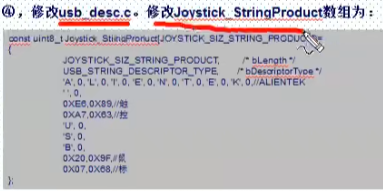 ④，修改usb_desc.c。修改Joystick_StringProduct数组为：
const uint8_t Joystick_StringProduct[JOYSTICK_SIZ_STRING_PRODUCT]=
{
JOYSTICK_SIZ_STRING_PRODUCT, /* bLength */
USB_STRING_DESCRIPTOR_TYPE, /* bDescriptorType */
'A', 0, 'L', 0, 'I', 0, 'E', 0, 'N', 0, 'T', 0, 'E', 0, 'K', 0,//ALIENTEK
' ', 0,
0XE6,0X89,//触
0XA7,0X63,//控
'U', 0,
'S', 0,
'B', 0,
0X20,0X9F,//鼠
0X07,0X68,//标
};